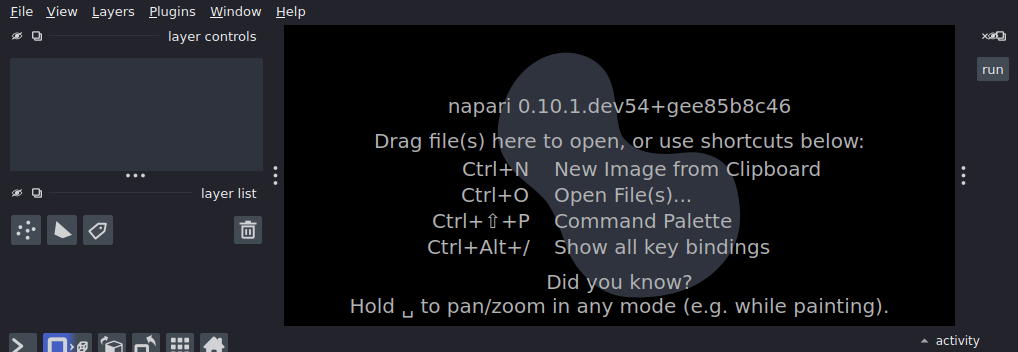 File View Layers Plugins Window Help
layer controls
run
napari 0.10.1.dev54+gee85b8c46
Drag file(s) here to open, or use shortcuts below:
Ctrl+N New Image from Clipboard
Ctrl+O Open File(s)...
Ctrl+⇧+P Command Palette
Ctrl+Alt+/ Show all key bindings
layer list
Did you know?
Hold ␣ to pan/zoom in any mode (e.g. while painting).
activity